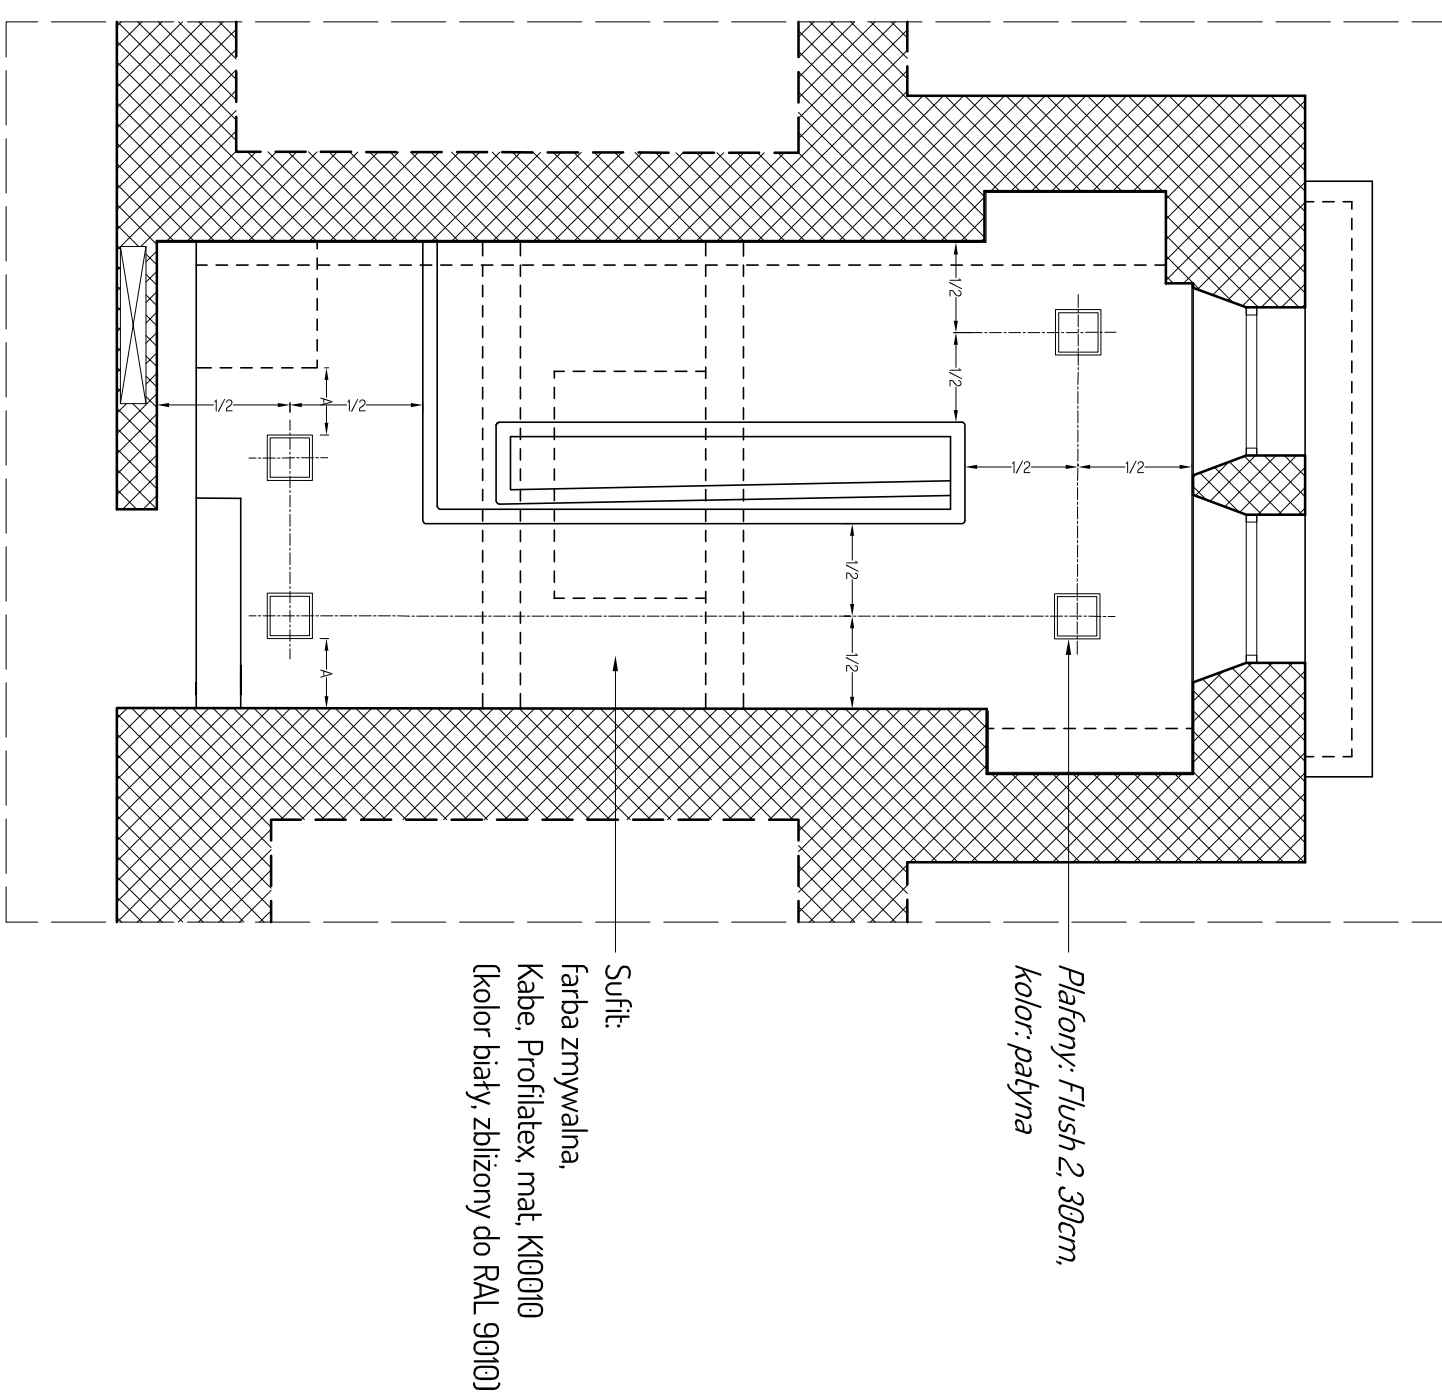 1/2
1/2
A
1/2
1/2
1/2
1/2
1/2
1/2
A
Plafony: Flush 2, 30cm,
kolor: patyna
Sufit:
farba zmywalna,
Kabe, Profilatex, mat, K10010
(kolor biały, zbliżony do RAL 9010)